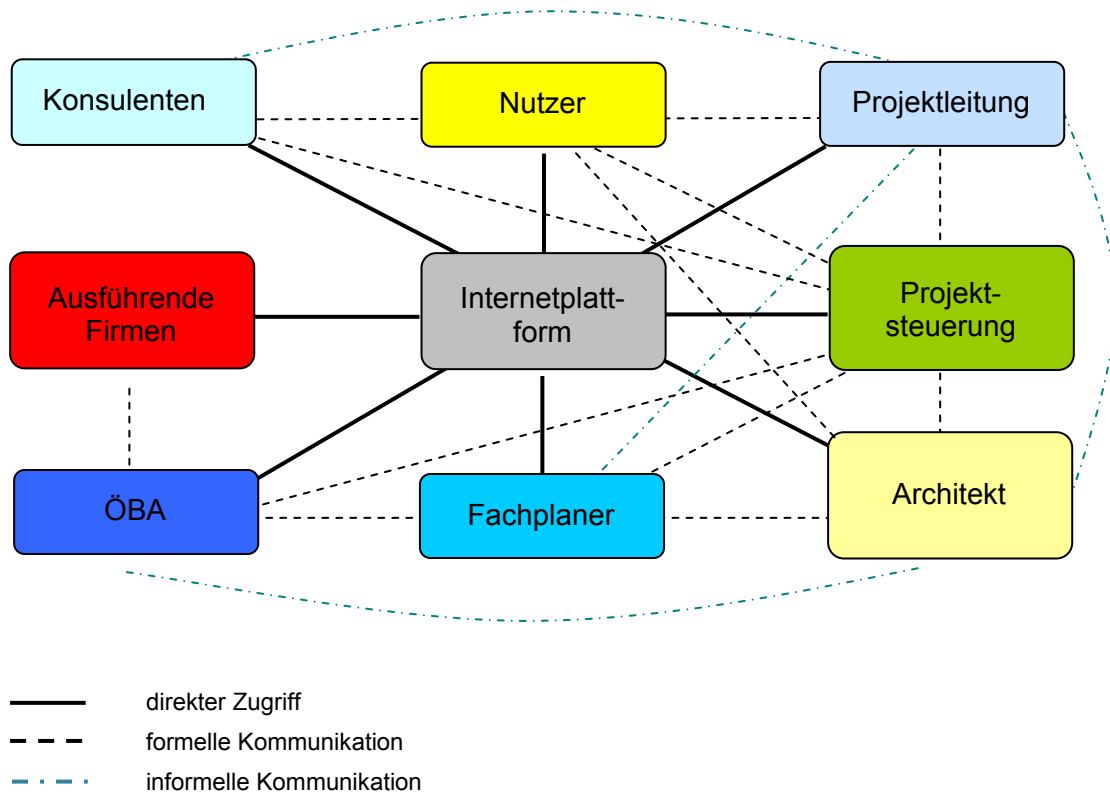 Konsulenten
Nutzer
Projektleitung
Ausführende
Firmen
Internetplatt-
form
Projekt-
steuerung
ÖBA
Fachplaner
Architekt
direkter Zugriff
formelle Kommunikation
informelle Kommunikation